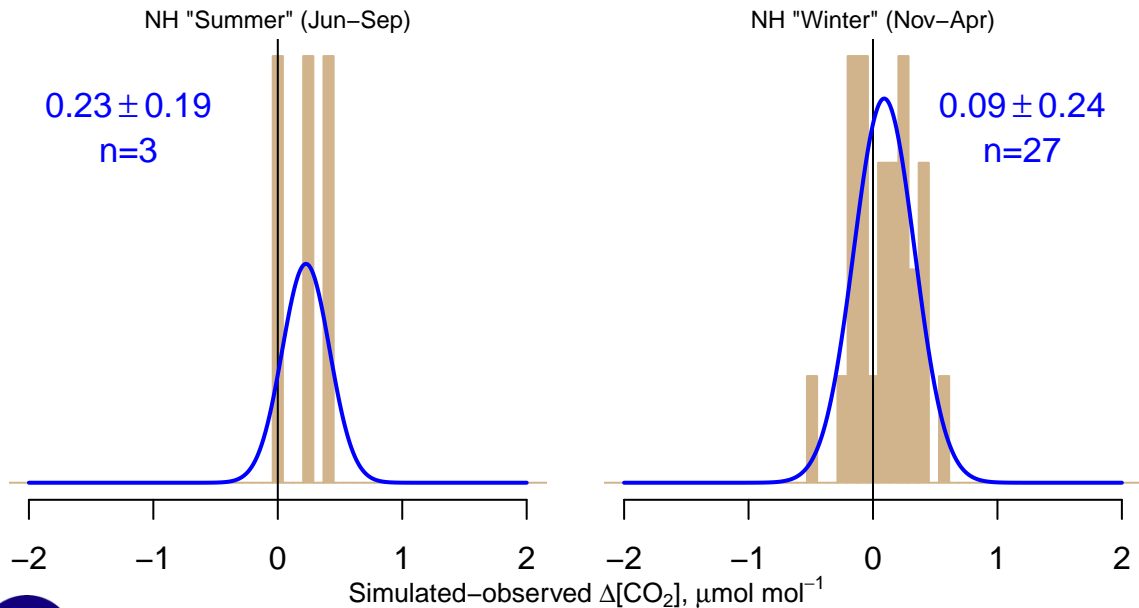 NH "Summer" (Jun−Sep)
0.23 ± 0.19
n=3
−2 −1 0 1 2
NH "Winter" (Nov−Apr)
0.09 ± 0.24
n=27
−2 −1 0 1 2
Simulated−observed Δ[CO₂], μmol mol⁻¹